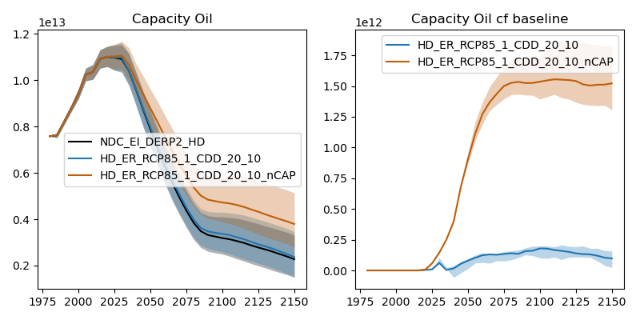 Capacity Oil
1e13
1.2
1.0
0.8
0.6
0.4
0.2
NDC_EI_DERP2_HD
HD_ER_RCP85_1_CDD_20_10
HD_ER_RCP85_1_CDD_20_10_nCAP
1975 2000 2025 2050 2075 2100 2125 2150
Capacity Oil cf baseline
1e12
1.75
1.50
1.25
1.00
0.75
0.50
0.25
0.00
HD_ER_RCP85_1_CDD_20_10
HD_ER_RCP85_1_CDD_20_10_nCAP
1975 2000 2025 2050 2075 2100 2125 2150